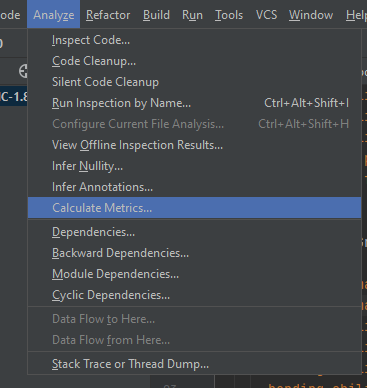 ode Analyze Refactor Build Run Tools VCS Window Hel
Inspect Code...
Code Cleanup...
Silent Code Cleanup
C-1.8
Run Inspection by Name... Ctrl+Alt+Shift+I
Configure Current File Analysis... Ctrl+Alt+Shift+H
View Offline Inspection Results...
Infer Nullity...
Infer Annotations...
Calculate Metrics...
Dependencies...
Backward Dependencies...
Module Dependencies...
Cyclic Dependencies...
Data Flow to Here...
Data Flow from Here...
Stack Trace or Thread Dump...